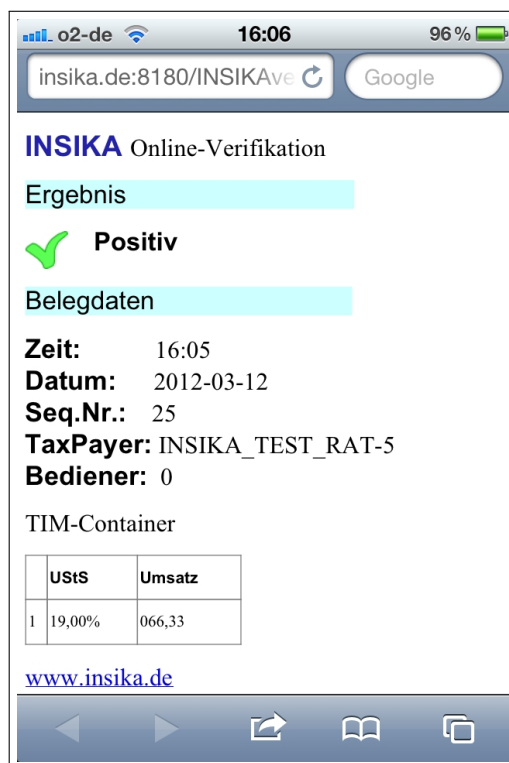 o2-de 16:06 96 %
insika.de:8180/INSIKAve Google
INSIKA Online-Verifikation
Ergebnis
Positiv
Belegdaten
Zeit: 16:05
Datum: 2012-03-12
Seq.Nr.: 25
TaxPayer: INSIKA_TEST_RAT-5
Bediener: 0
TIM-Container
UStS Umsatz
1 19,00% 066,33
www.insika.de